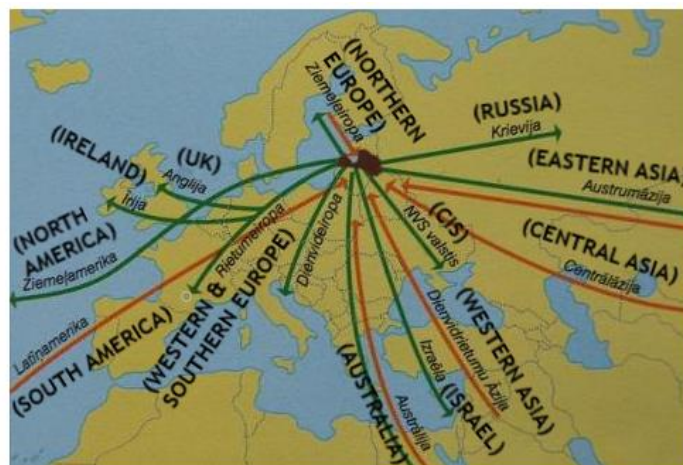 (NORTHERN
EUROPE)
Ziemeļeiropa
(RUSSIA)
Krievija
(IRELAND)
Īrija
(UK)
Anglija
(EASTERN ASIA)
Austrumāzija
(NORTH
AMERICA)
Ziemeļamerika
Rietumeiropa
Dienvideiropa
(WESTERN &
SOUTHERN EUROPE)
(CIS)
NVS valstis
(CENTRAL ASIA)
Centrālāzija
Latīņamerika
(SOUTH AMERICA)
(WESTERN ASIA)
Dienvidrietumu Āzija
Izraēla
(ISRAEL)
(AUSTRALIA)
Austrālija